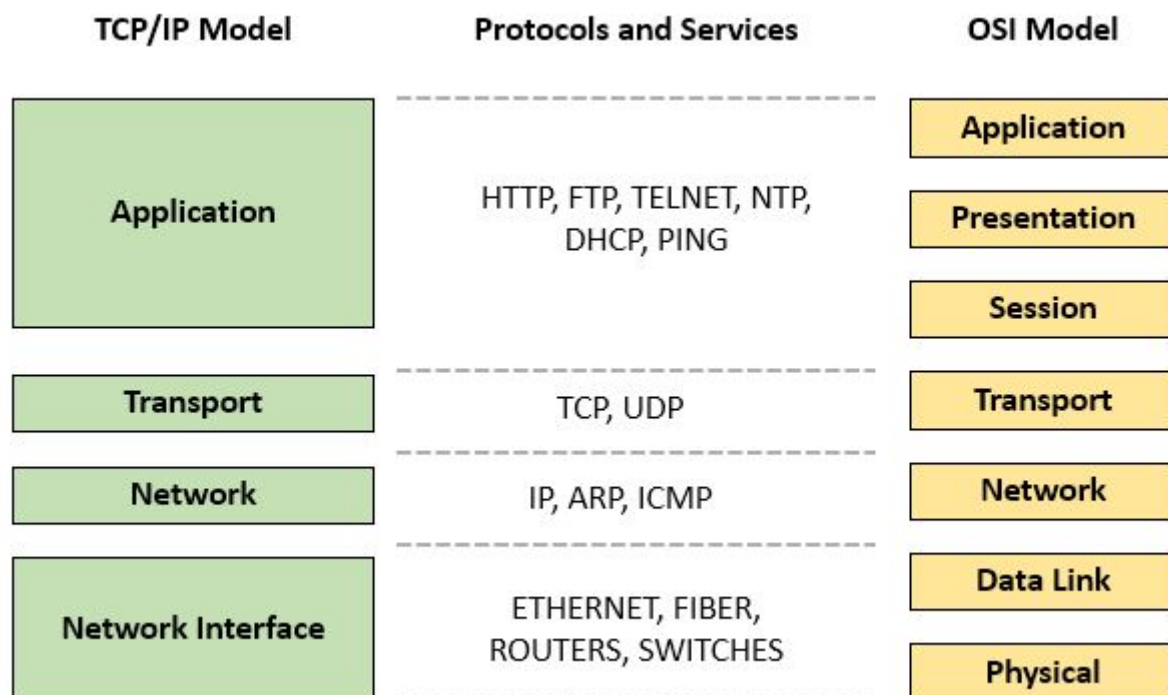 TCP/IP Model
Protocols and Services
OSI Model
Application
HTTP, FTP, TELNET, NTP,
DHCP, PING
Application
Presentation
Session
Transport
TCP, UDP
Transport
Network
IP, ARP, ICMP
Network
Network Interface
ETHERNET, FIBER,
ROUTERS, SWITCHES
Data Link
Physical